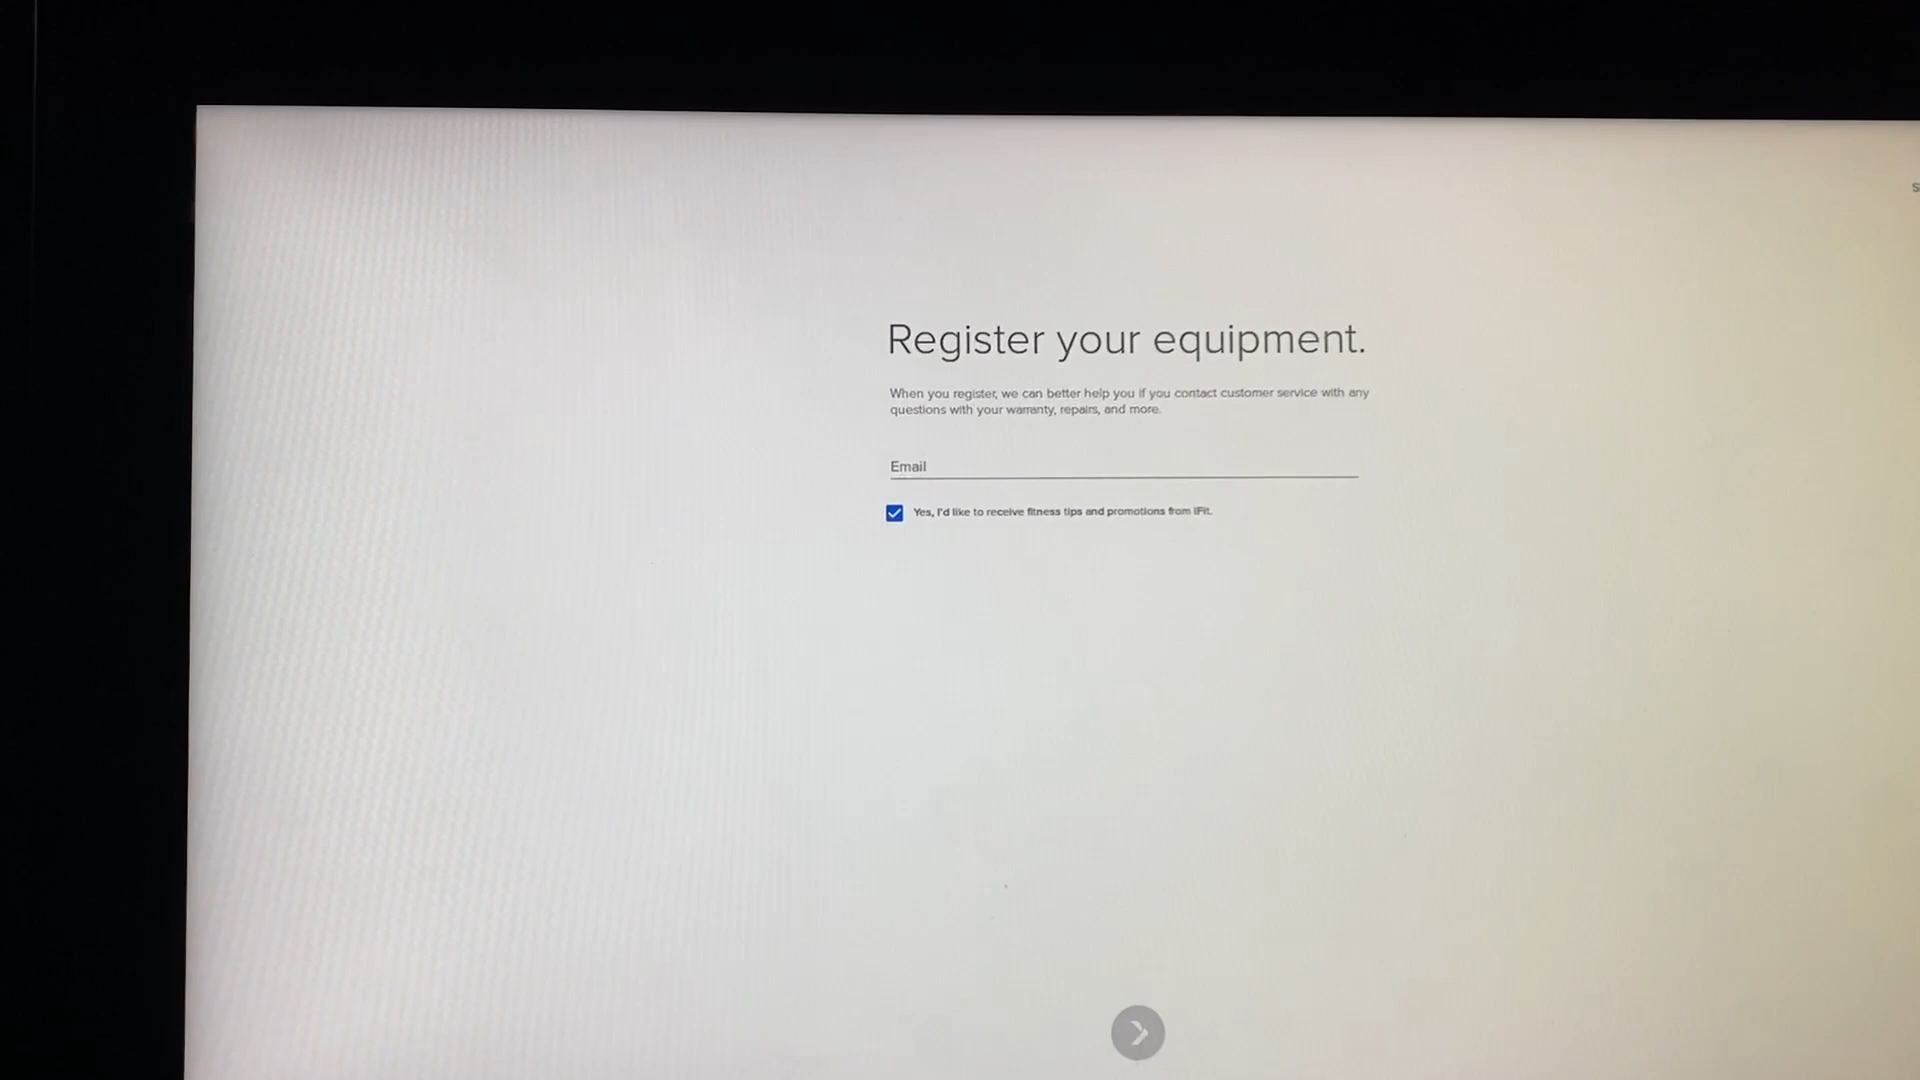 Register your equipment.
When you register, we can better help you if you contact customer service with any
questions with your warranty, repairs, and more.
Email
Yes, I'd like to receive fitness tips and promotions from iFit.